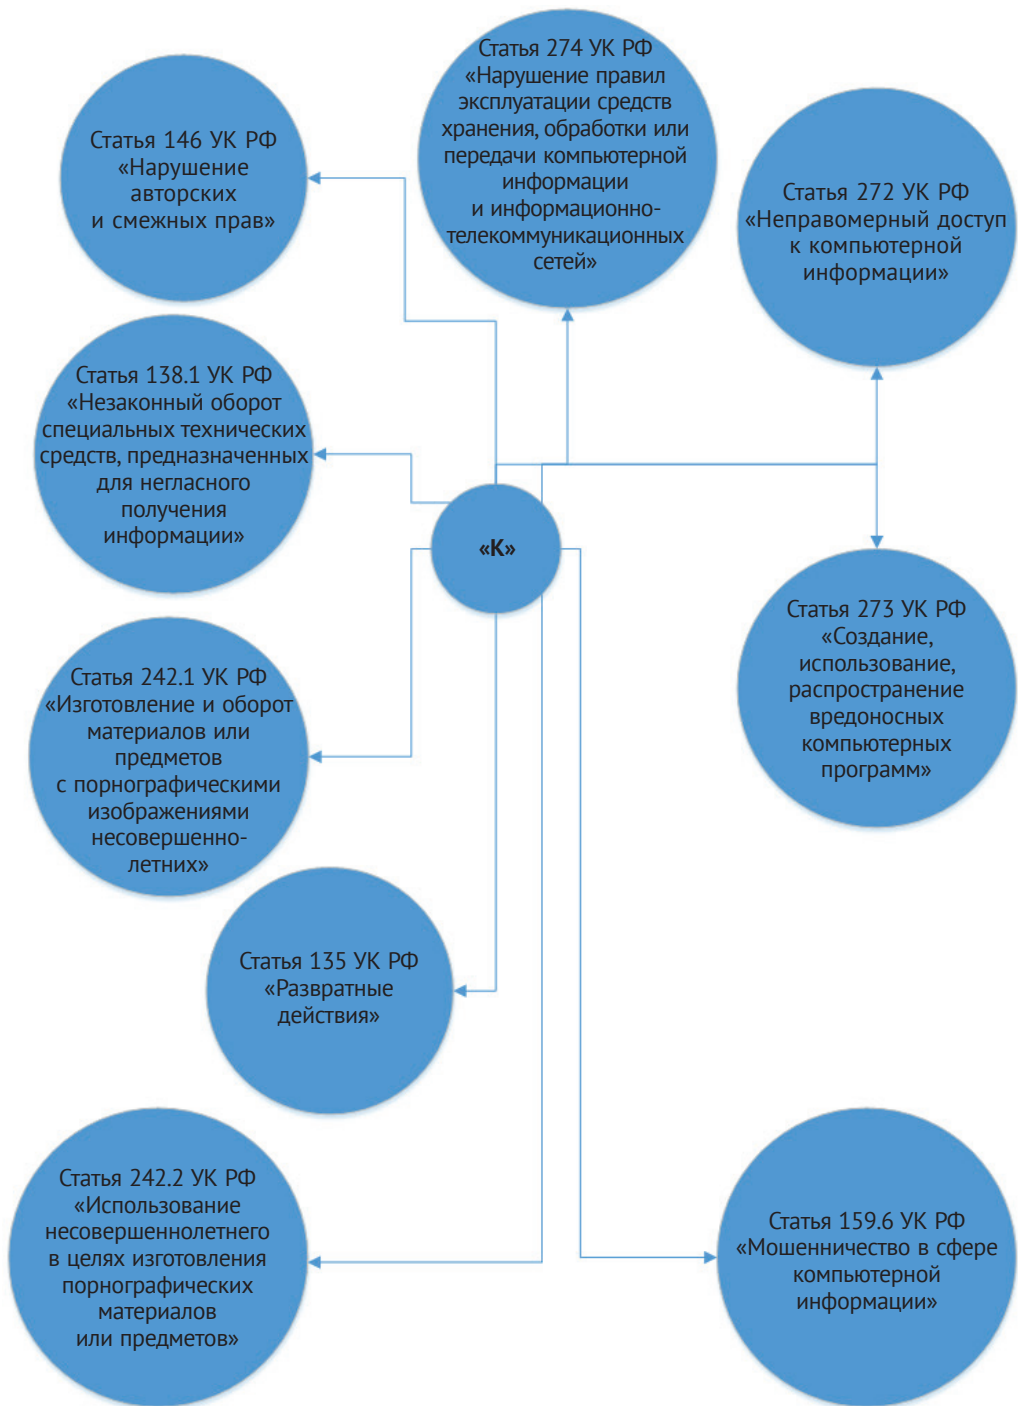 Статья 274 УК РФ
«Нарушение правил
эксплуатации средств
хранения, обработки или
передачи компьютерной
информации
и информационно-
телекоммуникационных
сетей»
Статья 146 УК РФ
«Нарушение
авторских
и смежных прав»
Статья 272 УК РФ
«Неправомерный доступ
к компьютерной
информации»
Статья 138.1 УК РФ
«Незаконный оборот
специальных технических
средств, предназначенных
для негласного
получения
информации»
«К»
Статья 273 УК РФ
«Создание,
использование,
распространение
вредоносных
компьютерных
программ»
Статья 242.1 УК РФ
«Изготовление и оборот
материалов или
предметов
с порнографическими
изображениями
несовершенно-
летних»
Статья 135 УК РФ
«Развратные
действия»
Статья 242.2 УК РФ
«Использование
несовершеннолетнего
в целях изготовления
порнографических
материалов
или предметов»
Статья 159.6 УК РФ
«Мошенничество в сфере
компьютерной
информации»